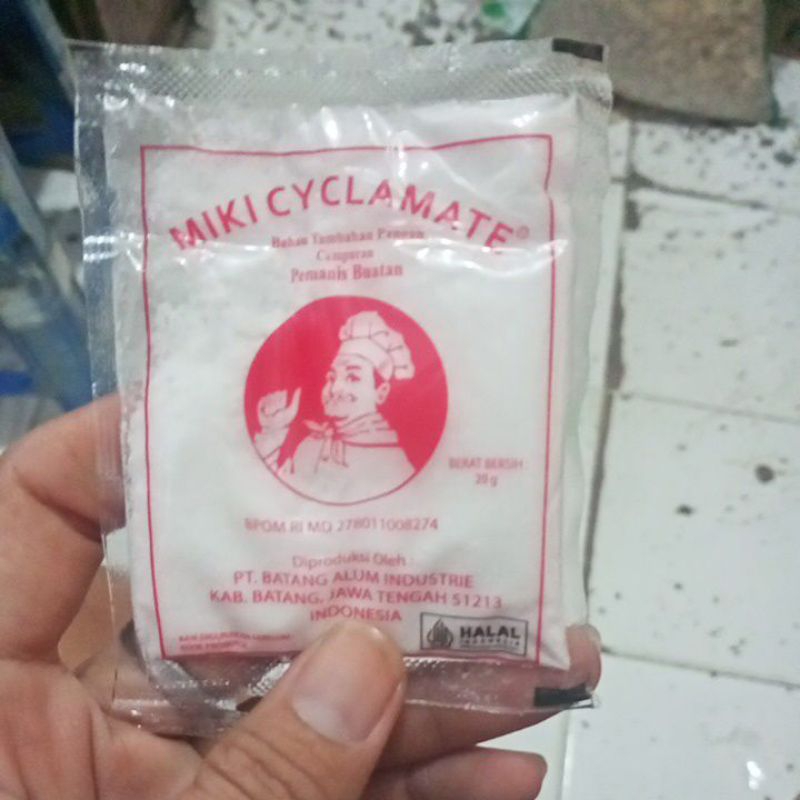 MIKI CYCLAMATE®
Bahan Tambahan Pangan
Campuran
Pemanis Buatan
BERAT BERSIH
20 g
BPOM RI MD 278011008274
Diproduksi Oleh :
PT. BATANG ALUM INDUSTRIE
KAB. BATANG, JAWA TENGAH 51213
INDONESIA
HALAL
INDONESIA